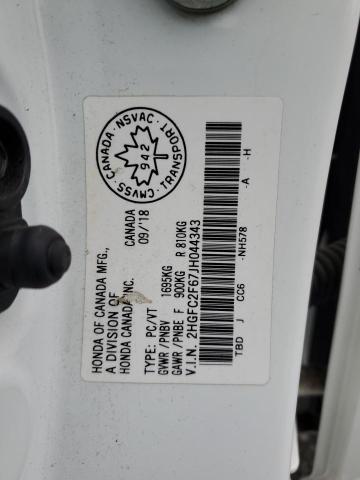 CANADA · NSVAC · TRANSPORT · CMVSS ·
942
HONDA OF CANADA MFG.,
A DIVISION OF
HONDA CANADA INC.
CANADA
09/'18
TYPE: PC/VT
GVWR /PNBV 1695KG
GAWR /PNBE F 900KG R 810KG
V.I.N. 2HGFC2F67JH044343
TBD J CC6 -NH578 -A -H